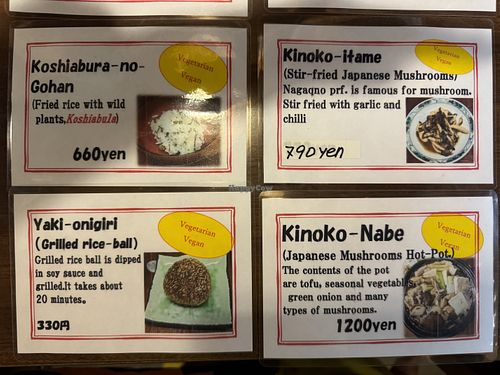 Koshiabura-no-
Gohan
(Fried rice with wild
plants,Koshiabula)
660yen
Vegetarian
Vegan
Kinoko-itame
(Stir-fried Japanese Mushrooms)
Nagaqno prf. is famous for mushroom.
Stir fried with garlic and
chilli
790yen
Vegetarian
Vegan
Yaki-onigiri
(Grilled rice-ball)
Grilled rice ball is dipped
in soy sauce and
grilled.It takes about
20 minutes.
330円
Vegetarian
Vegan
Kinoko-Nabe
(Japanese Mushrooms Hot-Pot.)
The contents of the pot
are tofu, seasonal vegetables,
green onion and many
types of mushrooms.
1200yen
Vegetarian
Vegan
HappyCow